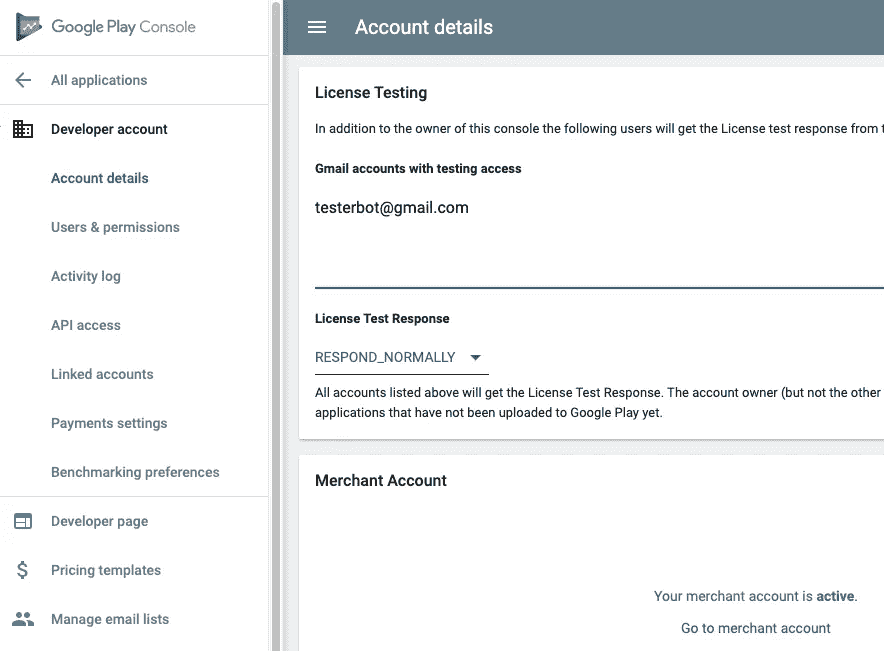 Google Play Console
All applications
Developer account
Account details
Users & permissions
Activity log
API access
Linked accounts
Payments settings
Benchmarking preferences
Developer page
Pricing templates
Manage email lists
Account details
License Testing
In addition to the owner of this console the following users will get the License test response from
Gmail accounts with testing access
testerbot@gmail.com
License Test Response
RESPOND_NORMALLY
All accounts listed above will get the License Test Response. The account owner (but not the other
applications that have not been uploaded to Google Play yet.
Merchant Account
Your merchant account is active.
Go to merchant account